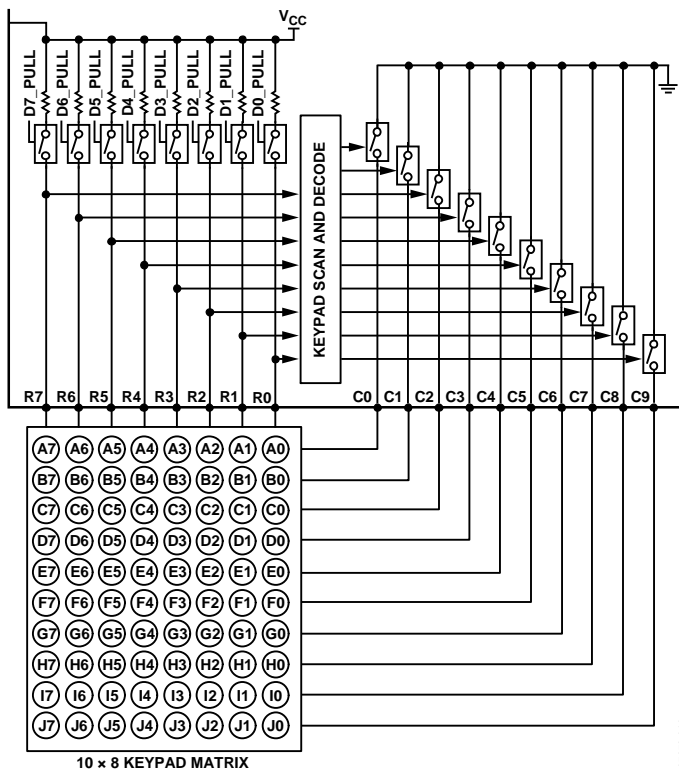 VCC
D7_PULL
D6_PULL
D5_PULL
D4_PULL
D3_PULL
D2_PULL
D1_PULL
D0_PULL
KEYPAD SCAN AND DECODE
R7 R6 R5 R4 R3 R2 R1 R0 C0 C1 C2 C3 C4 C5 C6 C7 C8 C9
A7 A6 A5 A4 A3 A2 A1 A0
B7 B6 B5 B4 B3 B2 B1 B0
C7 C6 C5 C4 C3 C2 C1 C0
D7 D6 D5 D4 D3 D2 D1 D0
E7 E6 E5 E4 E3 E2 E1 E0
F7 F6 F5 F4 F3 F2 F1 F0
G7 G6 G5 G4 G3 G2 G1 G0
H7 H6 H5 H4 H3 H2 H1 H0
I7 I6 I5 I4 I3 I2 I1 I0
J7 J6 J5 J4 J3 J2 J1 J0
10 × 8 KEYPAD MATRIX